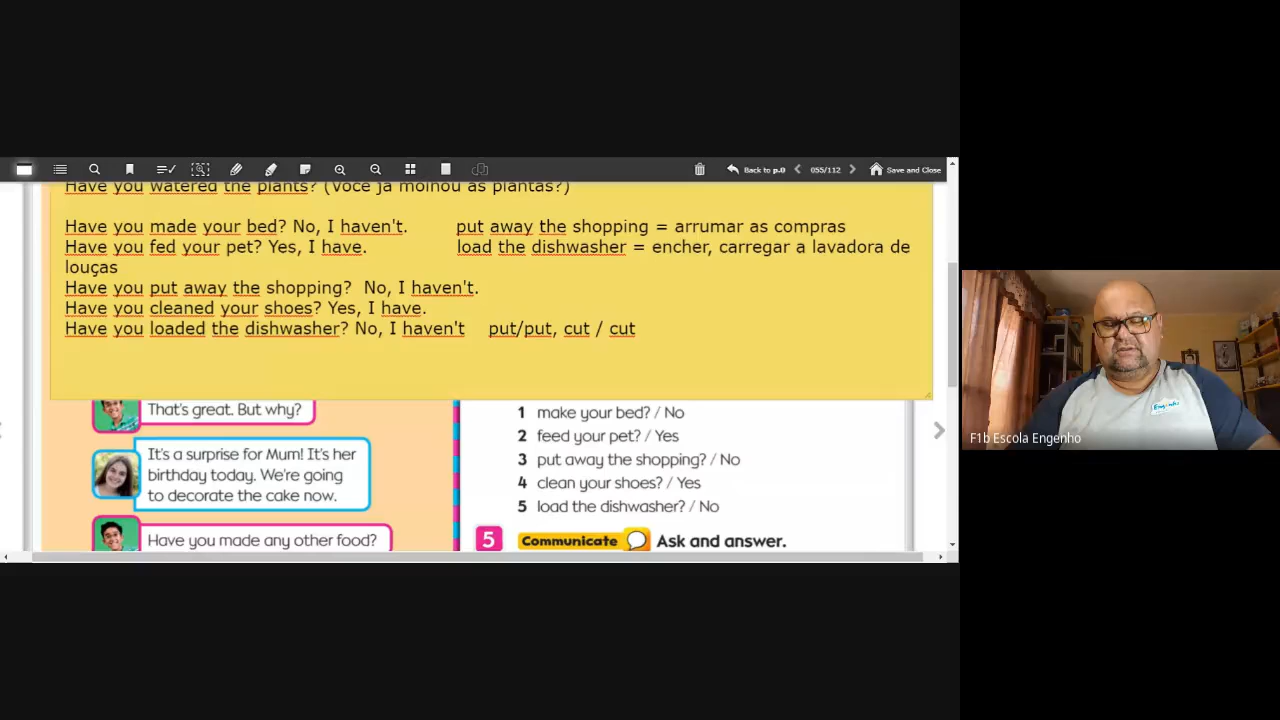 Back to p.0
055/112
Save and Close
Have you watered the plants? (Você já molhou as plantas?)
Have you made your bed? No, I haven't. put away the shopping = arrumar as compras
Have you fed your pet? Yes, I have. load the dishwasher = encher, carregar a lavadora de
louças
Have you put away the shopping? No, I haven't.
Have you cleaned your shoes? Yes, I have.
Have you loaded the dishwasher? No, I haven't put/put, cut / cut
That's great. But why?
It's a surprise for Mum! It's her
birthday today. We're going
to decorate the cake now.
Have you made any other food?
1 make your bed? / No
2 feed your pet? / Yes
3 put away the shopping? / No
4 clean your shoes? / Yes
5 load the dishwasher? / No
5 Communicate Ask and answer.
Engenho
F1b Escola Engenho